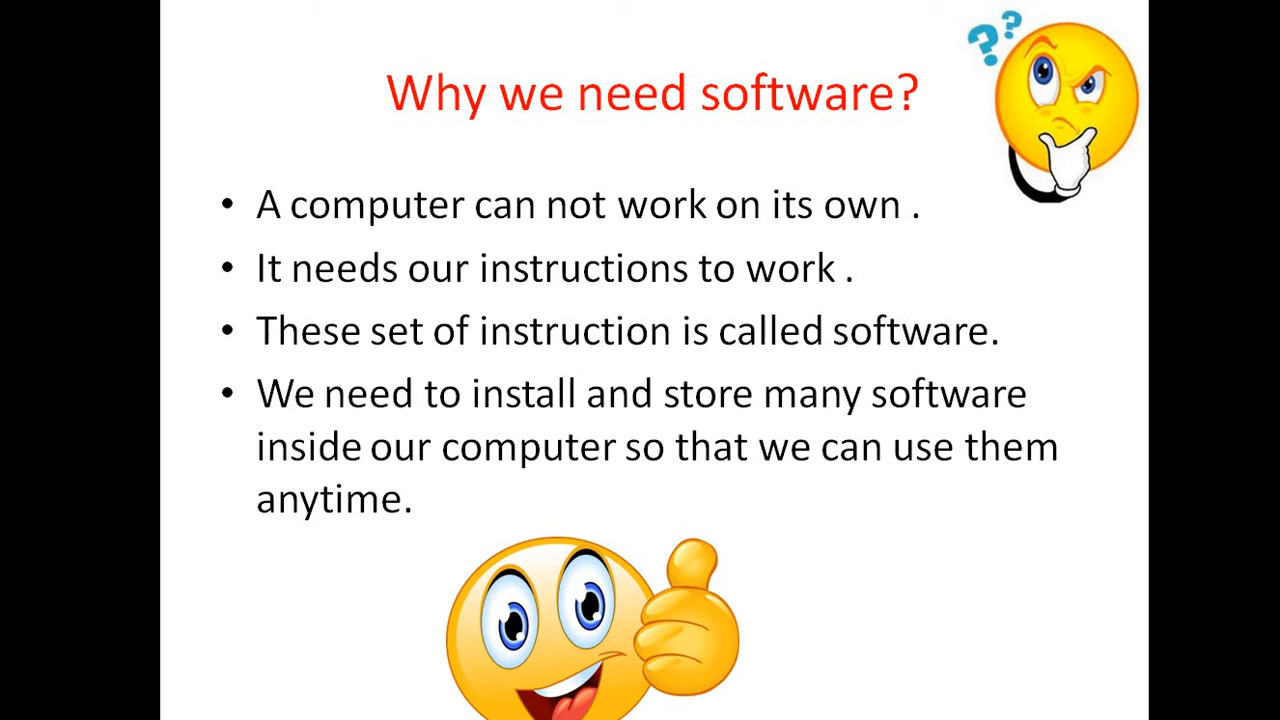 ? ?
Why we need software?
• A computer can not work on its own .
• It needs our instructions to work .
• These set of instruction is called software.
• We need to install and store many software
inside our computer so that we can use them
anytime.